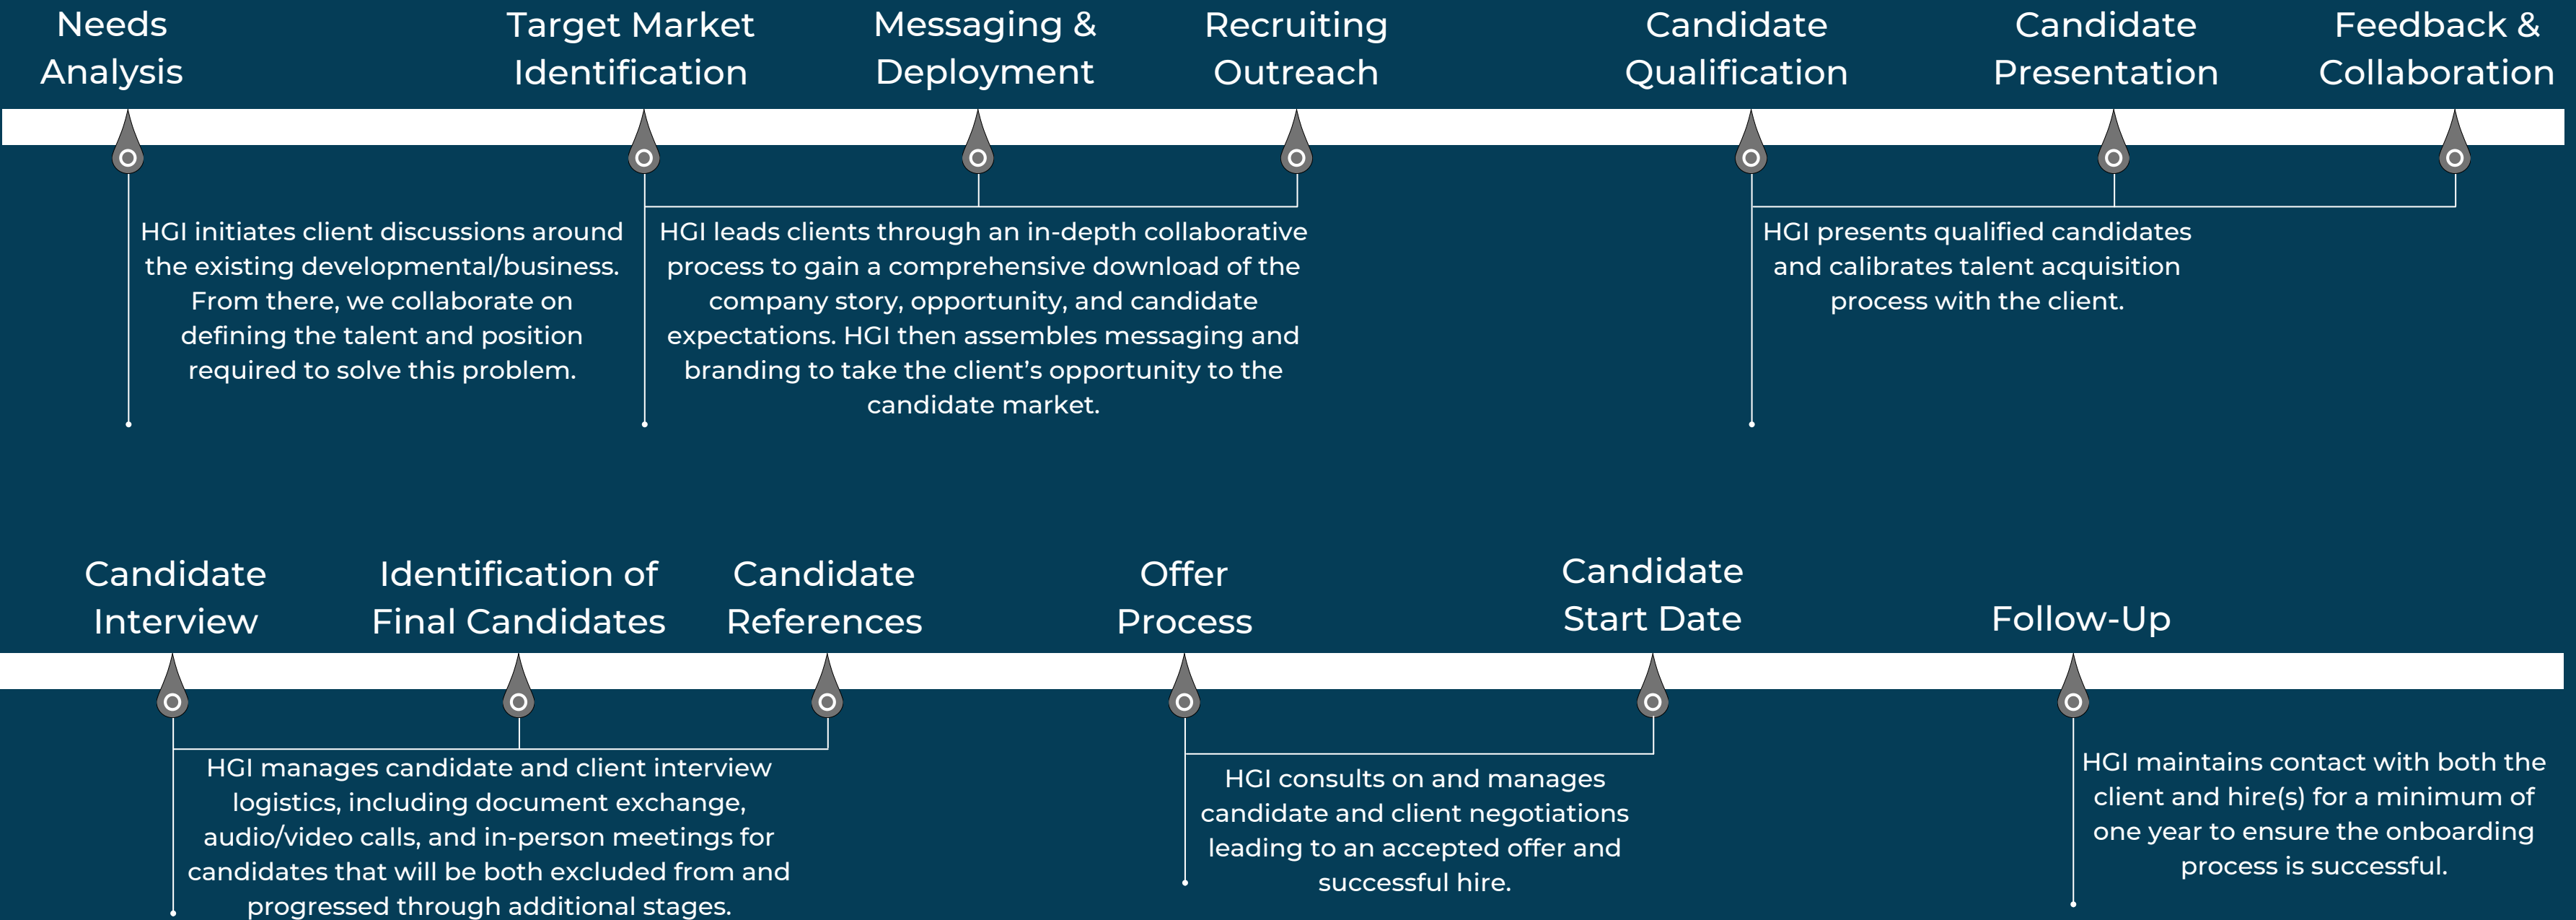 Needs
Analysis
Target Market
Identification
Messaging &
Deployment
Recruiting
Outreach
Candidate
Qualification
Candidate
Presentation
Feedback &
Collaboration
HGI initiates client discussions around
the existing developmental/business.
From there, we collaborate on
defining the talent and position
required to solve this problem.
HGI leads clients through an in-depth collaborative
process to gain a comprehensive download of the
company story, opportunity, and candidate
expectations. HGI then assembles messaging and
branding to take the client’s opportunity to the
candidate market.
HGI presents qualified candidates
and calibrates talent acquisition
process with the client.
Candidate
Interview
Identification of
Final Candidates
Candidate
References
Offer
Process
Candidate
Start Date
Follow-Up
HGI manages candidate and client interview
logistics, including document exchange,
audio/video calls, and in-person meetings for
candidates that will be both excluded from and
progressed through additional stages.
HGI consults on and manages
candidate and client negotiations
leading to an accepted offer and
successful hire.
HGI maintains contact with both the
client and hire(s) for a minimum of
one year to ensure the onboarding
process is successful.